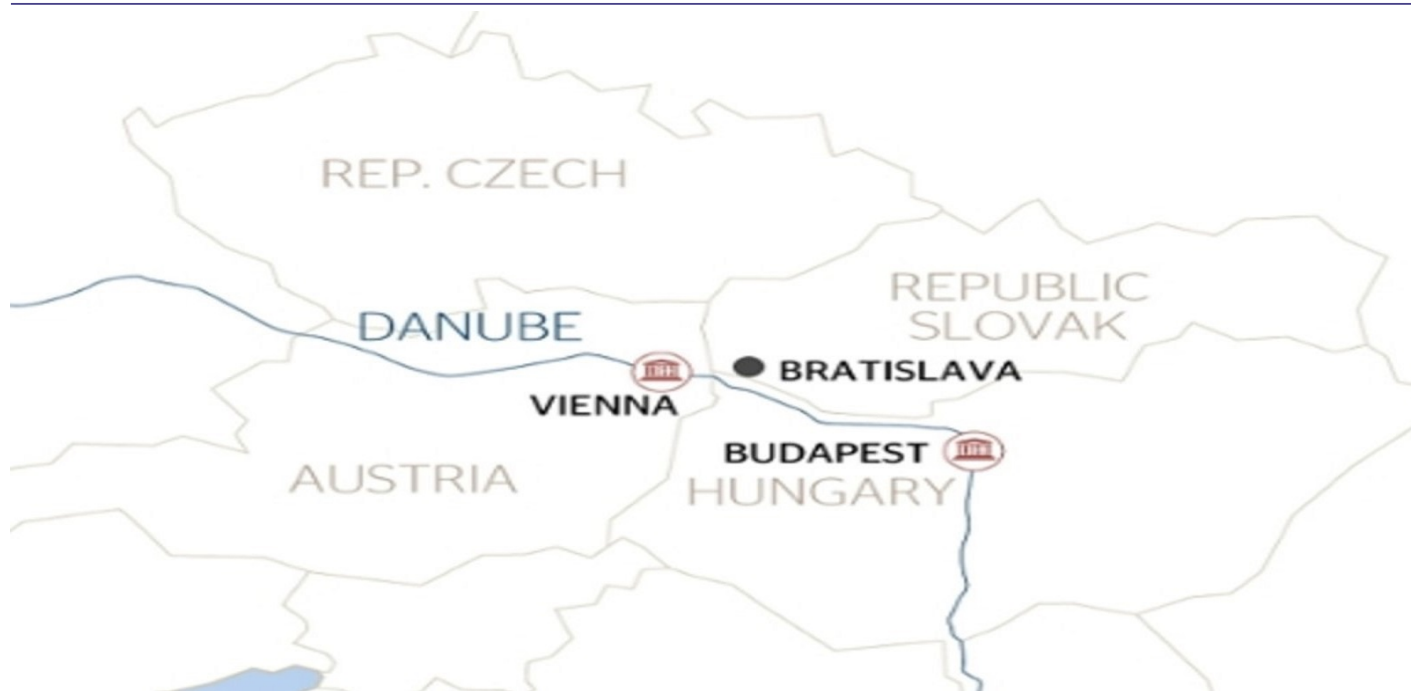 REP. CZECH
REPUBLIC
SLOVAK
DANUBE
BRATISLAVA
VIENNA
BUDAPEST
HUNGARY
AUSTRIA